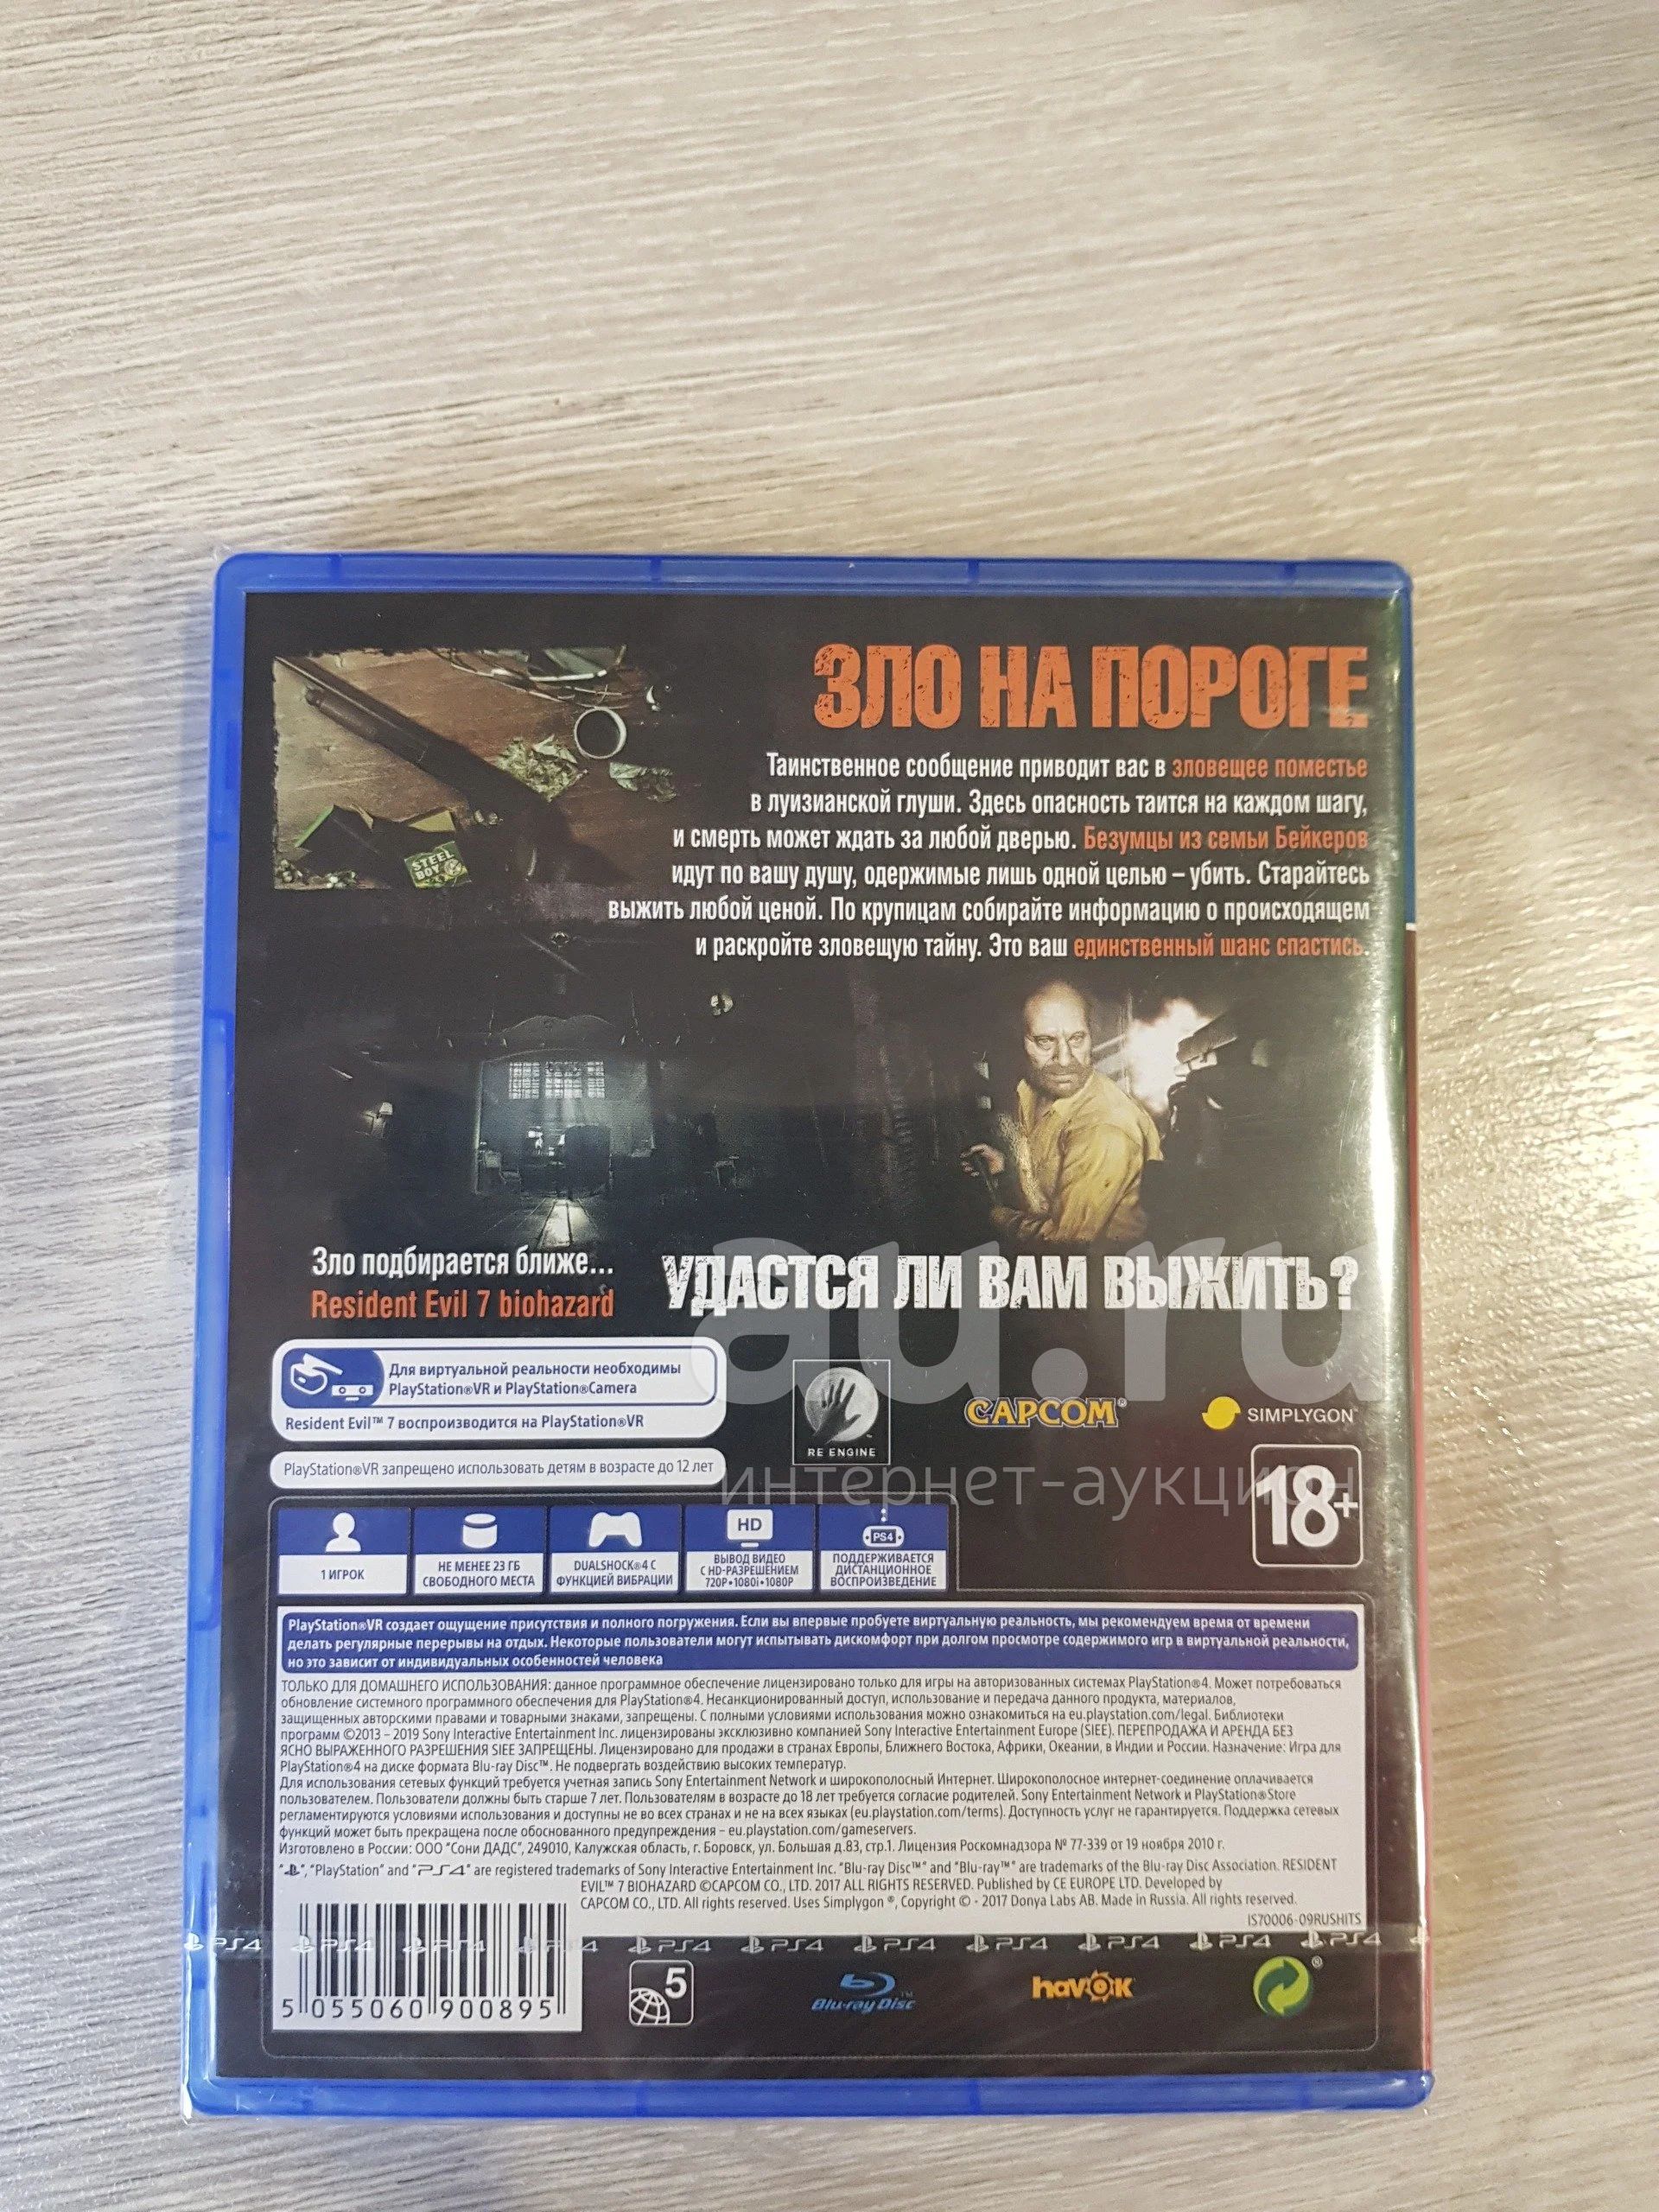 ЗЛО НА ПОРОГЕ
Таинственное сообщение приводит вас в зловещее поместье
в луизианской глуши. Здесь опасность таится на каждом шагу,
и смерть может ждать за любой дверью. Безумцы из семьи Бейкеров
идут по вашу душу, одержимые лишь одной целью – убить. Старайтесь
выжить любой ценой. По крупицам собирайте информацию о происходящем
и раскройте зловещую тайну. Это ваш единственный шанс спастись.
STEEL
BOY
Зло подбирается ближе...
Resident Evil 7 biohazard
УДАСТСЯ ЛИ ВАМ ВЫЖИТЬ?
au.ru
интернет-аукцион
Для виртуальной реальности необходимы
PlayStation®VR и PlayStation®Camera
Resident Evil™ 7 воспроизводится на PlayStation®VR
PlayStation®VR запрещено использовать детям в возрасте до 12 лет
RE ENGINE
CAPCOM®
SIMPLYGON™
18+
1 ИГРОК
НЕ МЕНЕЕ 23 ГБ
СВОБОДНОГО МЕСТА
DUALSHOCK®4 С
ФУНКЦИЕЙ ВИБРАЦИИ
HD
ВЫВОД ВИДЕО
С HD-РАЗРЕШЕНИЕМ
720P•1080i•1080P
PS4
ПОДДЕРЖИВАЕТСЯ
ДИСТАНЦИОННОЕ
ВОСПРОИЗВЕДЕНИЕ
PlayStation®VR создает ощущение присутствия и полного погружения. Если вы впервые пробуете виртуальную реальность, мы рекомендуем время от времени
делать регулярные перерывы на отдых. Некоторые пользователи могут испытывать дискомфорт при долгом просмотре содержимого игр в виртуальной реальности,
но это зависит от индивидуальных особенностей человека
ТОЛЬКО ДЛЯ ДОМАШНЕГО ИСПОЛЬЗОВАНИЯ: данное программное обеспечение лицензировано только для игры на авторизованных системах PlayStation®4. Может потребоваться
обновление системного программного обеспечения для PlayStation®4. Несанкционированный доступ, использование и передача данного продукта, материалов,
защищенных авторскими правами и товарными знаками, запрещены. С полными условиями использования можно ознакомиться на eu.playstation.com/legal. Библиотеки
программ ©2013 – 2019 Sony Interactive Entertainment Inc. лицензированы эксклюзивно компанией Sony Interactive Entertainment Europe (SIEE). ПЕРЕПРОДАЖА И АРЕНДА БЕЗ
ЯСНО ВЫРАЖЕННОГО РАЗРЕШЕНИЯ SIEE ЗАПРЕЩЕНЫ. Лицензировано для продажи в странах Европы, Ближнего Востока, Африки, Океании, в Индии и России. Назначение: Игра для
PlayStation®4 на диске формата Blu-ray Disc™. Не подвергать воздействию высоких температур.
Для использования сетевых функций требуется учетная запись Sony Entertainment Network и широкополосный Интернет. Широкополосное интернет-соединение оплачивается
пользователем. Пользователи должны быть старше 7 лет. Пользователям в возрасте до 18 лет требуется согласие родителей. Sony Entertainment Network и PlayStation®Store
регламентируются условиями использования и доступны не во всех странах и не на всех языках (eu.playstation.com/terms). Доступность услуг не гарантируется. Поддержка сетевых
функций может быть прекращена после обоснованного предупреждения – eu.playstation.com/gameservers.
Изготовлено в России: ООО "Сони ДАДС", 249010, Калужская область, г. Боровск, ул. Большая д.83, стр.1. Лицензия Роскомнадзора № 77-339 от 19 ноября 2010 г.
" ", "PlayStation" and "PS4" are registered trademarks of Sony Interactive Entertainment Inc. "Blu-ray Disc™" and "Blu-ray™" are trademarks of the Blu-ray Disc Association. RESIDENT
EVIL™ 7 BIOHAZARD ©CAPCOM CO., LTD. 2017 ALL RIGHTS RESERVED. Published by CE EUROPE LTD. Developed by
CAPCOM CO., LTD. All rights reserved. Uses Simplygon ®, Copyright © - 2017 Donya Labs AB. Made in Russia. All rights reserved.
IS70006-09RUSHITS
PS4 PS4 PS4 PS4 PS4 PS4 PS4 PS4 PS4 PS4 PS4
5 055060 900895
5
Blu-ray Disc™
havok
®